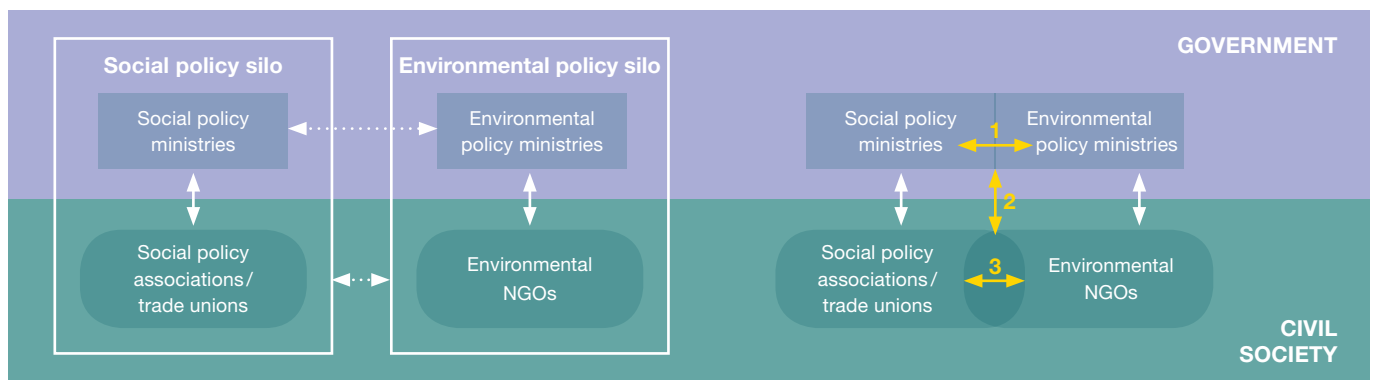 GOVERNMENT
Social policy silo
Environmental policy silo
Social policy
ministries
Environmental
policy ministries
Social policy
ministries
1
Environmental
policy ministries
2
Social policy
associations/
trade unions
Environmental
NGOs
Social policy
associations/
trade unions
3
Environmental
NGOs
CIVIL
SOCIETY